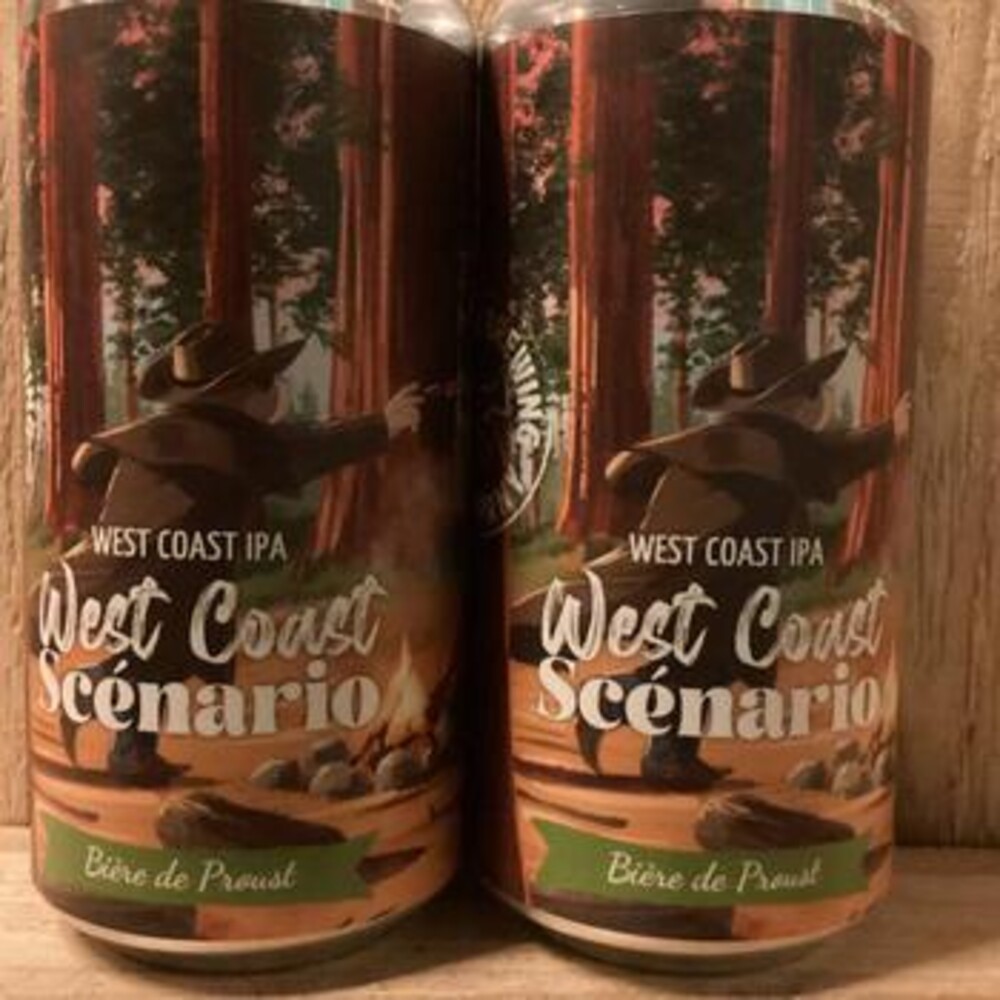 WEST COAST IPA
West Coast
Scénario
Bière de Proust
WEST COAST IPA
West Coast
Scénario
Bière de Proust